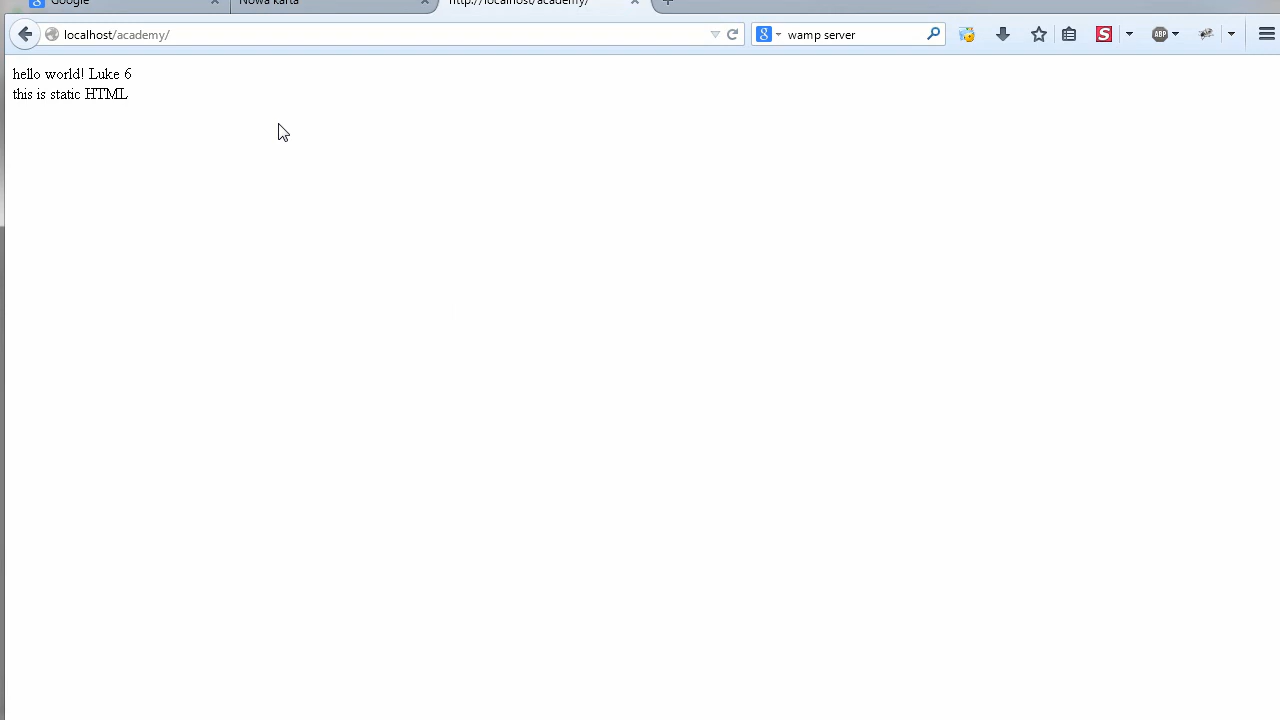 Google
Nowa karta
http://localhost/academy/
localhost/academy/
wamp server
hello world! Luke 6
this is static HTML